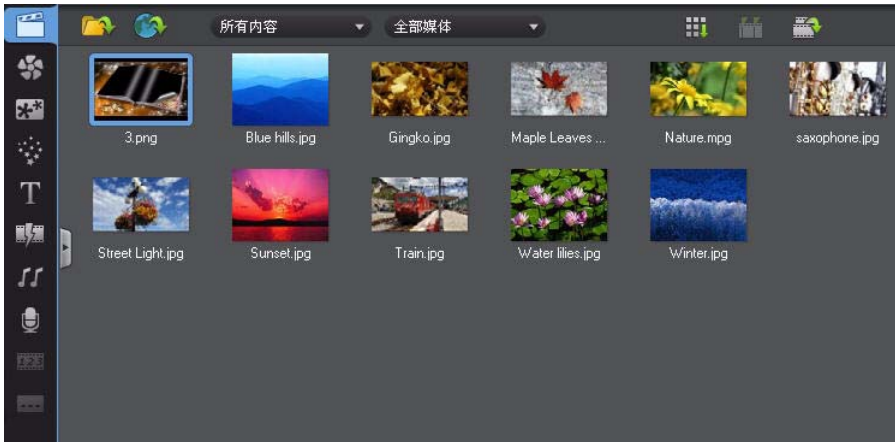 所有内容 全部媒体
3.png Blue hills.jpg Gingko.jpg Maple Leaves ... Nature.mpg saxophone.jpg
T
Street Light.jpg Sunset.jpg Train.jpg Water lilies.jpg Winter.jpg